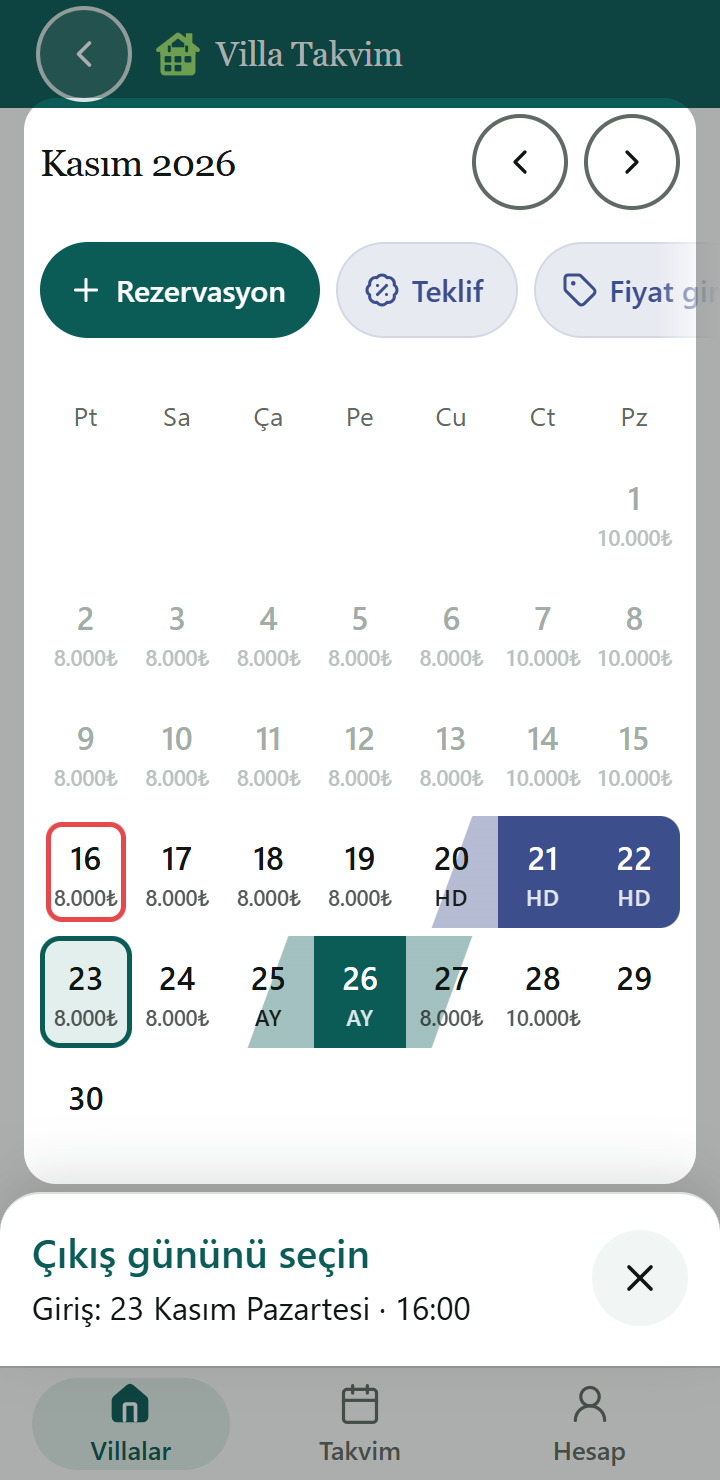 Villa Takvim
Kasım 2026
Rezervasyon
Teklif
Fiyat gir
Pt Sa Ça Pe Cu Ct Pz
1
10.000₺
2 3 4 5 6 7 8
8.000₺ 8.000₺ 8.000₺ 8.000₺ 8.000₺ 10.000₺ 10.000₺
9 10 11 12 13 14 15
8.000₺ 8.000₺ 8.000₺ 8.000₺ 8.000₺ 10.000₺ 10.000₺
16 17 18 19 20 21 22
8.000₺ 8.000₺ 8.000₺ 8.000₺ HD HD HD
23 24 25 26 27 28 29
8.000₺ 8.000₺ AY AY 8.000₺ 10.000₺
30
Çıkış gününü seçin
Giriş: 23 Kasım Pazartesi · 16:00
Villalar
Takvim
Hesap